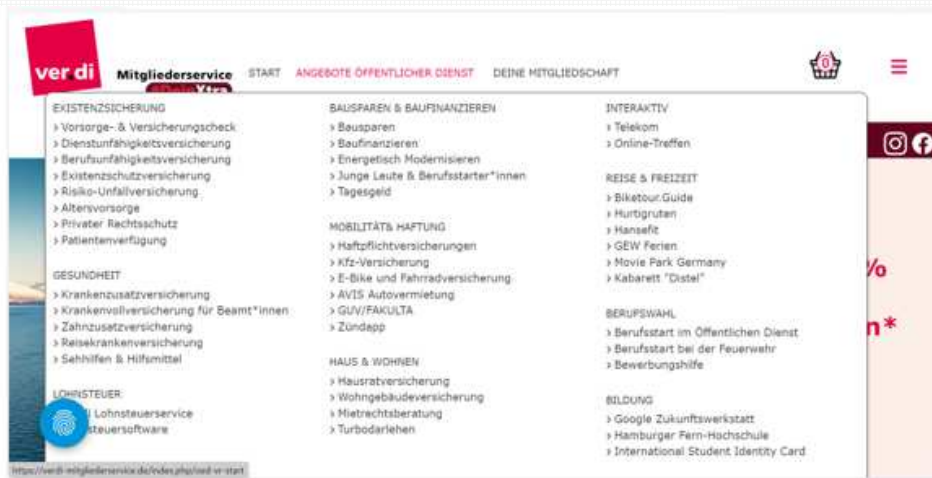 ver.di
Mitgliederservice
START ANGEBOTE ÖFFENTLICHER DIENST DEINE MITGLIEDSCHAFT
0
EXISTENZSICHERUNG
› Vorsorge- & Versicherungscheck
› Dienstunfähigkeitsversicherung
› Berufsunfähigkeitsversicherung
› Existenzschutzversicherung
› Risiko-Unfallversicherung
› Altersvorsorge
› Privater Rechtsschutz
› Patientenverfügung
GESUNDHEIT
› Krankenzusatzversicherung
› Krankenvollversicherung für Beamt*innen
› Zahnzusatzversicherung
› Reisekrankenversicherung
› Sehhilfen & Hilfsmittel
LOHNSTEUER
Lohnsteuerservice
steuersoftware
BAUSPAREN & BAUFINANZIEREN
› Bausparen
› Baufinanzieren
› Energetisch Modernisieren
› Junge Leute & Berufsstarter*innen
› Tagesgeld
MOBILITÄT& HAFTUNG
› Haftpflichtversicherungen
› Kfz-Versicherung
› E-Bike und Fahrradversicherung
› AVIS Autovermietung
› GUV/FAKULTA
› Zündapp
HAUS & WOHNEN
› Hausratversicherung
› Wohngebäudeversicherung
› Mietrechtsberatung
› Turbodarlehen
INTERAKTIV
› Telekom
› Online-Treffen
REISE & FREIZEIT
› Biketour.Guide
› Hurtigruten
› Hansefit
› GEW Ferien
› Movie Park Germany
› Kabarett "Distel"
BERUFSWAHL
› Berufsstart im Öffentlichen Dienst
› Berufsstart bei der Feuerwehr
› Bewerbungshilfe
BILDUNG
› Google Zukunftswerkstatt
› Hamburger Fern-Hochschule
› International Student Identity Card
%
n*